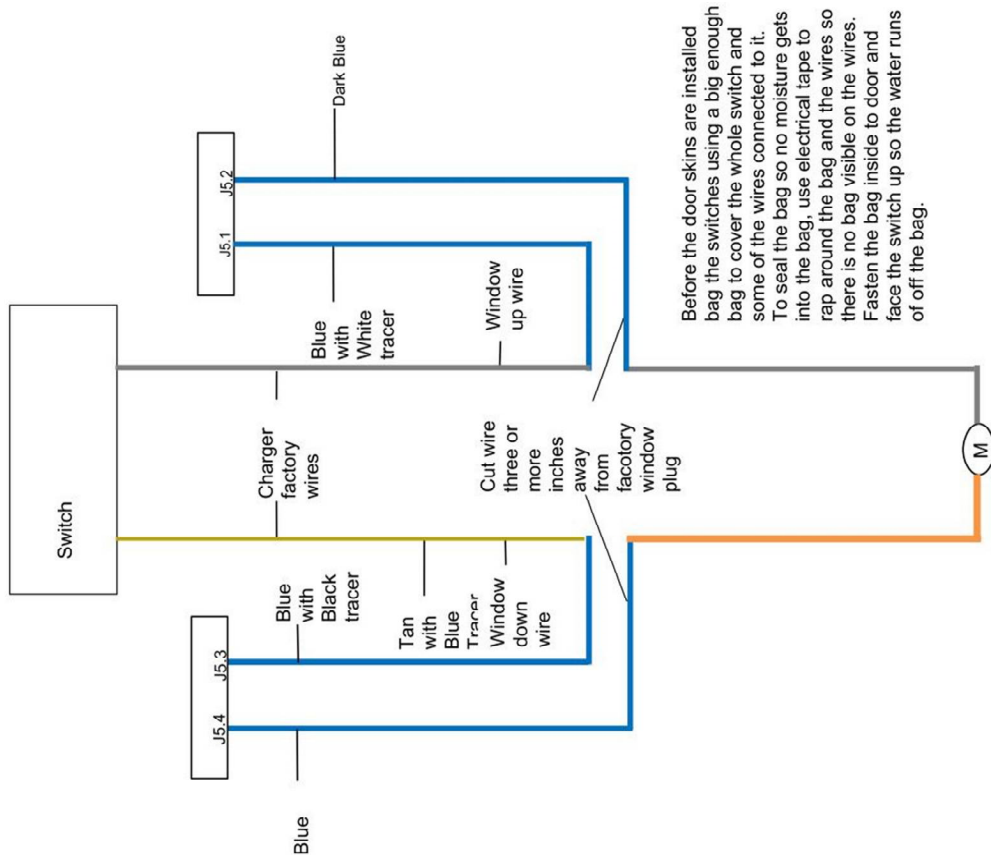 Switch
J5.4
J5.3
J5.1
J5.2
Blue
Blue
with
Black
tracer
Charger
factory
wires
Blue
with
White
tracer
Dark Blue
Tan
with
Blue
Tracer
Window
down
wire
Cut wire
three or
more
inches
away
from
facotory
window
plug
Window
up wire
M
Before the door skins are installed
bag the switches using a big enough
bag to cover the whole switch and
some of the wires connected to it.
To seal the bag so no moisture gets
into the bag, use electrical tape to
rap around the bag and the wires so
there is no bag visible on the wires.
Fasten the bag inside to door and
face the switch up so the water runs
of off the bag.